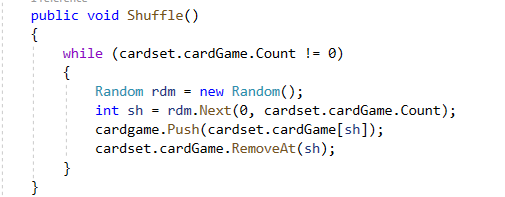 public void Shuffle()
{
while (cardset.cardGame.Count != 0)
{
Random rdm = new Random();
int sh = rdm.Next(0, cardset.cardGame.Count);
cardgame.Push(cardset.cardGame[sh]);
cardset.cardGame.RemoveAt(sh);
}
}